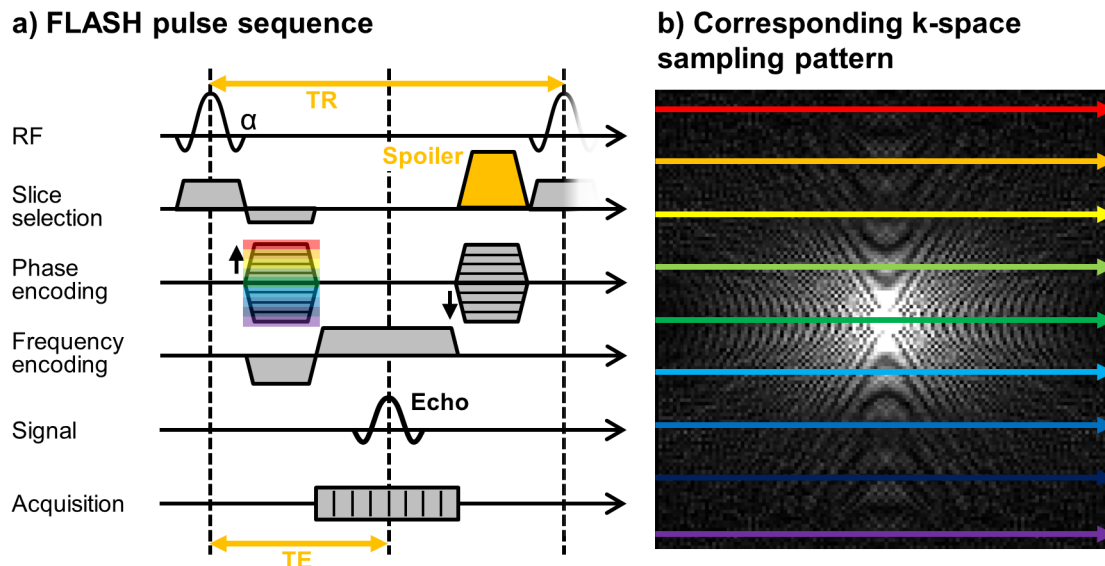 a) FLASH pulse sequence
b) Corresponding k-space
sampling pattern
TR
RF
α
Spoiler
Slice
selection
Phase
encoding
Frequency
encoding
Echo
Signal
Acquisition
TE